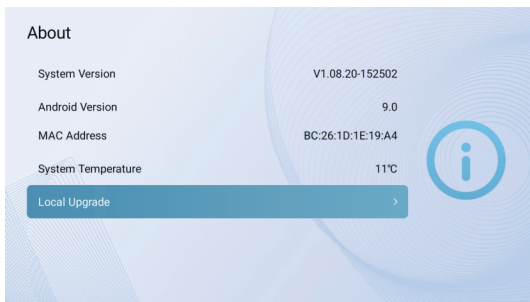 About
System Version V1.08.20-152502
Android Version 9.0
MAC Address BC:26:1D:1E:19:A4
System Temperature 11℃
Local Upgrade >